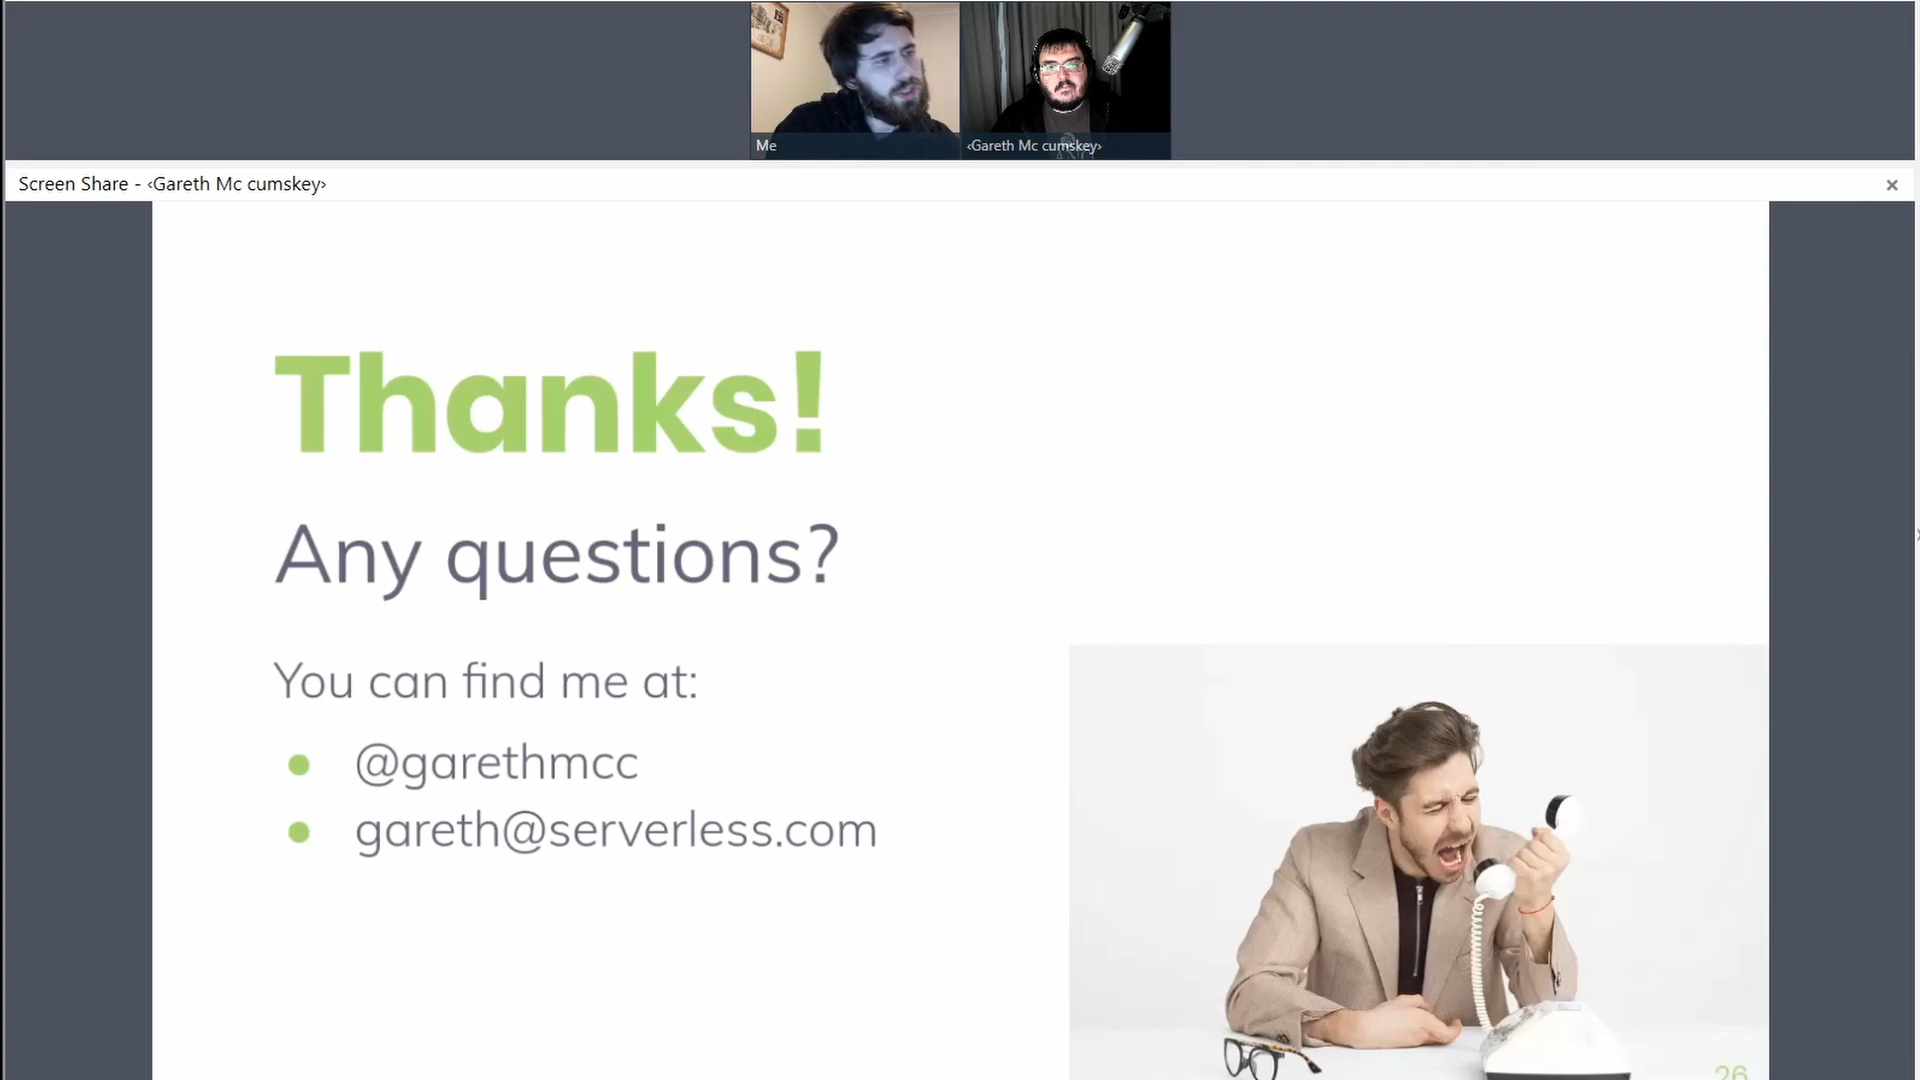 Me
‹Gareth Mc cumskey›
Screen Share - ‹Gareth Mc cumskey›
Thanks!
Any questions?
You can find me at:
@garethmcc
gareth@serverless.com
26